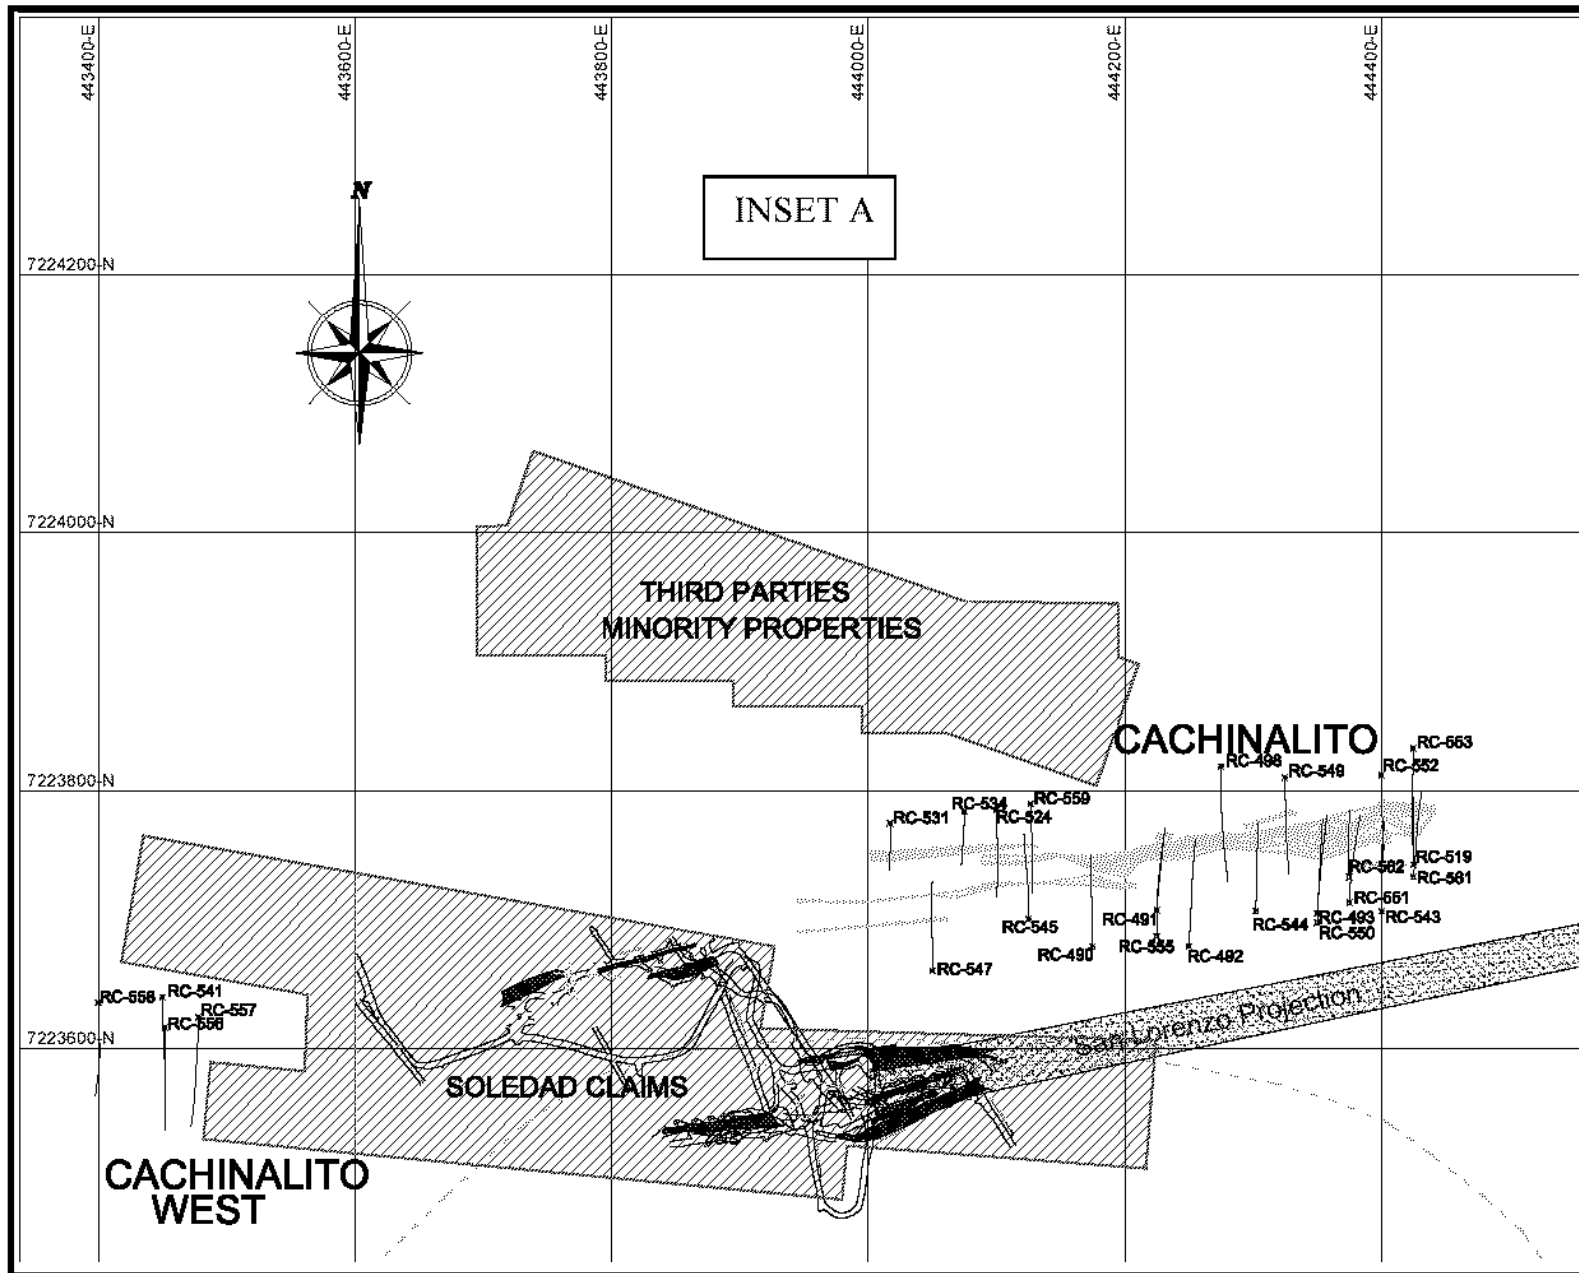 443400-E
443600-E
443800-E
444000-E
444200-E
444400-E
N
INSET A
7224200-N
7224000-N
THIRD PARTIES
MINORITY PROPERTIES
CACHINALITO
RC-553
RC-498
RC-549
RC-552
7223800-N
RC-559
RC-534
RC-531
RC-524
RC-519
RC-562
RC-561
RC-551
RC-491
RC-493
RC-543
RC-545
RC-544
RC-550
RC-555
RC-490
RC-492
RC-547
RC-541
RC-558
RC-557
RC-556
San Lorenzo Projection
7223600-N
SOLEDAD CLAIMS
CACHINALITO
WEST